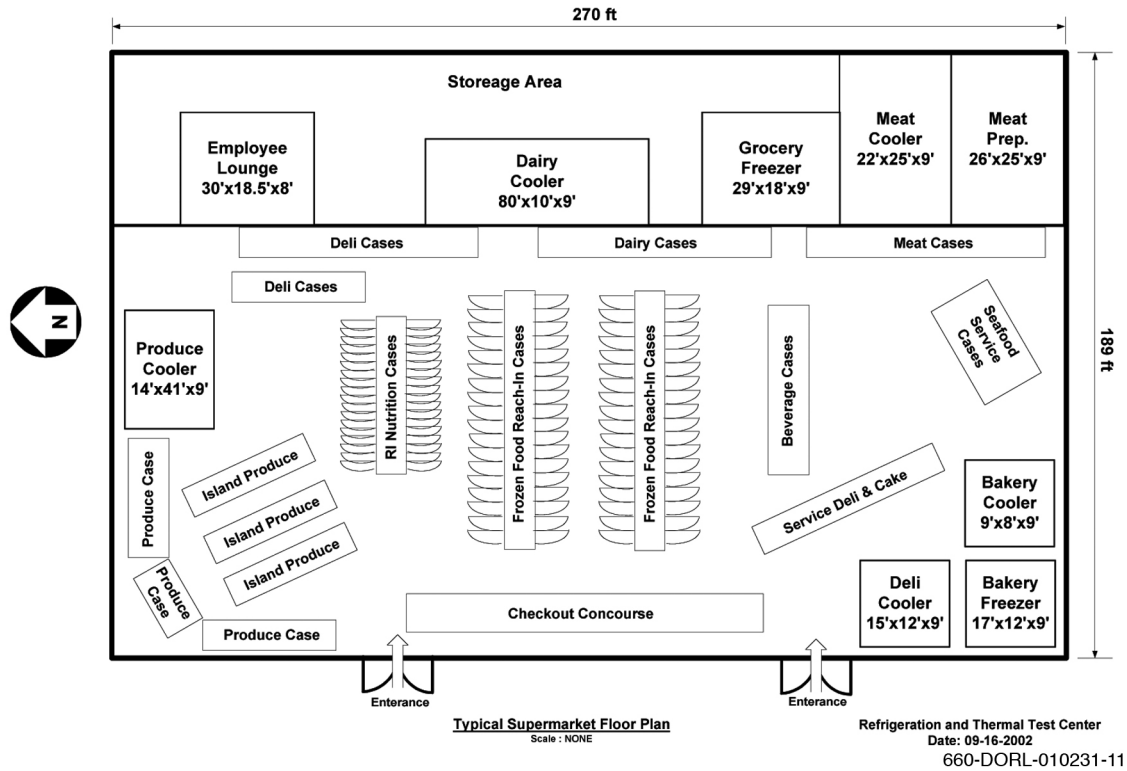 270 ft
Storeage Area
Employee
Lounge
30'x18.5'x8'
Dairy
Cooler
80'x10'x9'
Grocery
Freezer
29'x18'x9'
Meat
Cooler
22'x25'x9'
Meat
Prep.
26'x25'x9'
Deli Cases
Dairy Cases
Meat Cases
Deli Cases
N
189 ft
Produce
Cooler
14'x41'x9'
RI Nutrition Cases
Frozen Food Reach-In Cases
Frozen Food Reach-In Cases
Beverage Cases
Seafood
Service
Cases
Produce Case
Island Produce
Island Produce
Island Produce
Service Deli & Cake
Bakery
Cooler
9'x8'x9'
Produce
Case
Produce Case
Checkout Concourse
Deli
Cooler
15'x12'x9'
Bakery
Freezer
17'x12'x9'
Enterance
Enterance
Typical Supermarket Floor Plan
Scale : NONE
Refrigeration and Thermal Test Center
Date: 09-16-2002
660-DORL-010231-11